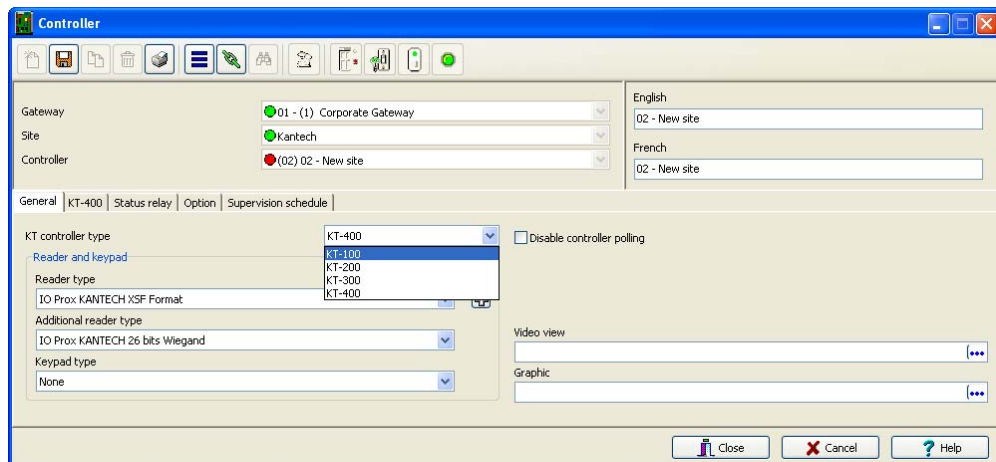 Controller
Gateway
01 - (1) Corporate Gateway
Site
Kantech
Controller
(02) 02 - New site
English
02 - New site
French
02 - New site
General
KT-400
Status relay
Option
Supervision schedule
KT controller type
KT-400
Disable controller polling
KT-100
KT-200
KT-300
KT-400
Reader and keypad
Reader type
IO Prox KANTECH XSF Format
Additional reader type
IO Prox KANTECH 26 bits Wiegand
Keypad type
None
Video view
Graphic
Close
Cancel
Help